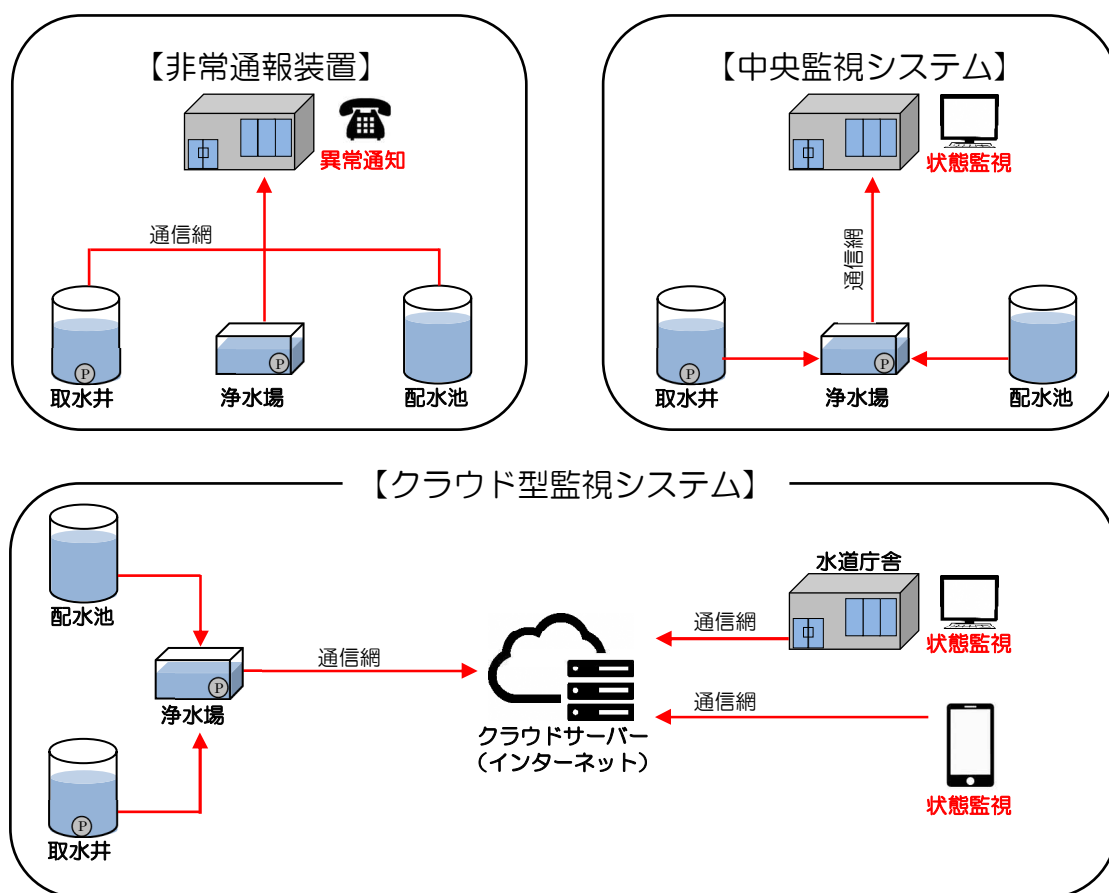 【非常通報装置】
異常通知
通信網
P
取水井
P
浄水場
配水池
【中央監視システム】
状態監視
通信網
P
取水井
P
浄水場
配水池
【クラウド型監視システム】
配水池
P
浄水場
P
取水井
通信網
クラウドサーバー
（インターネット）
通信網
水道庁舎
状態監視
通信網
状態監視